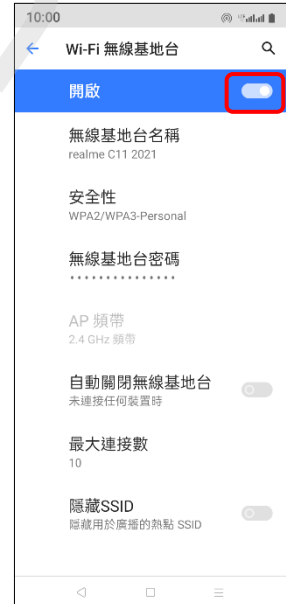 10:00
Wi-Fi 無線基地台
開啟
無線基地台名稱
realme C11 2021
安全性
WPA2/WPA3-Personal
無線基地台密碼
• • • • • • • • • • • • • • •
AP 頻帶
2.4 GHz 頻帶
自動關閉無線基地台
未連接任何裝置時
最大連接數
10
隱藏SSID
隱藏用於廣播的熱點 SSID